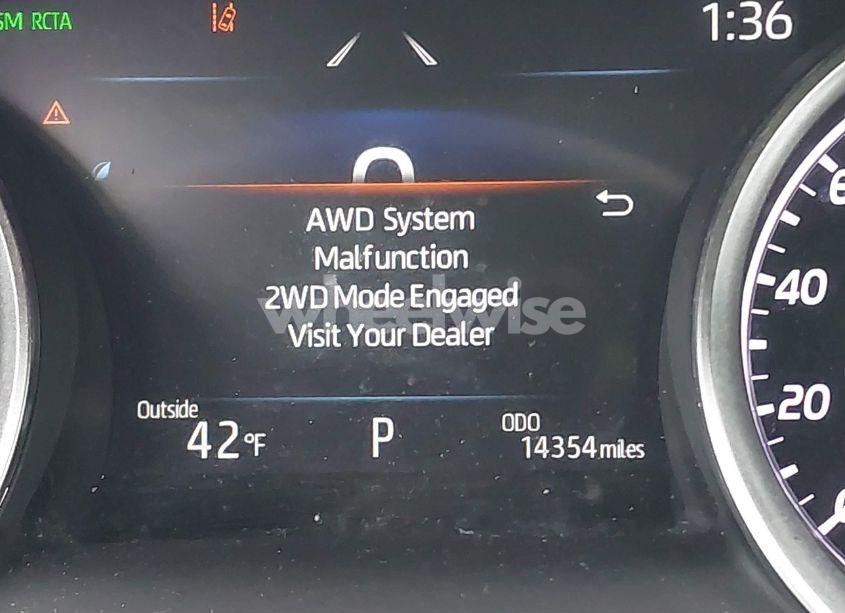 RCTA
1:36
AWD System
Malfunction
2WD Mode Engaged
Visit Your Dealer
wheelwise
Outside
42°F
P
ODO
14354 miles
40
20